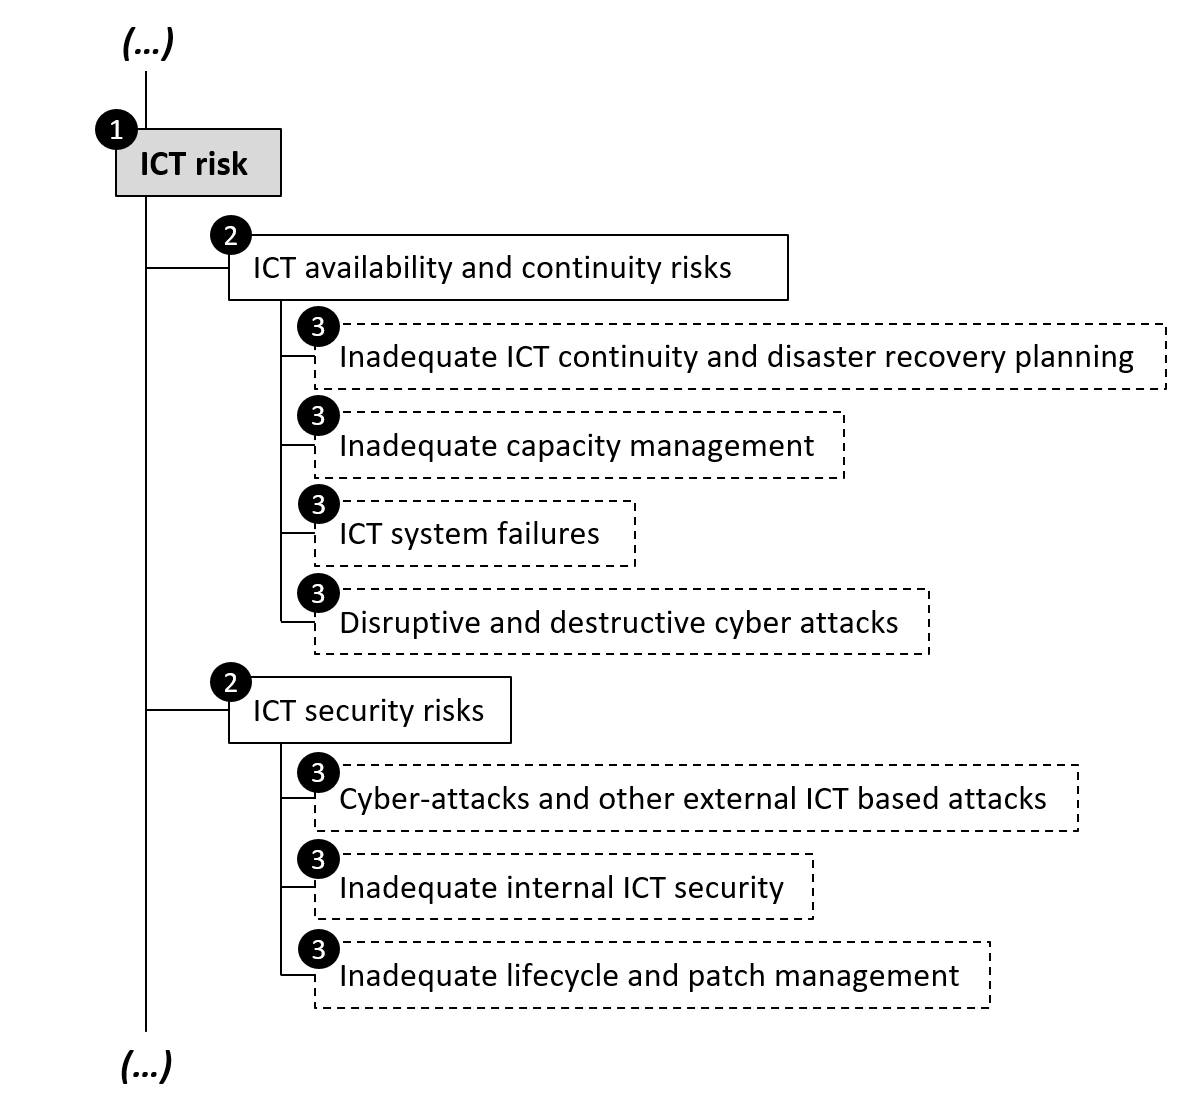 (...)
1
ICT risk
2
ICT availability and continuity risks
3
Inadequate ICT continuity and disaster recovery planning
3
Inadequate capacity management
3
ICT system failures
3
Disruptive and destructive cyber attacks
2
ICT security risks
3
Cyber-attacks and other external ICT based attacks
3
Inadequate internal ICT security
3
Inadequate lifecycle and patch management
(...)